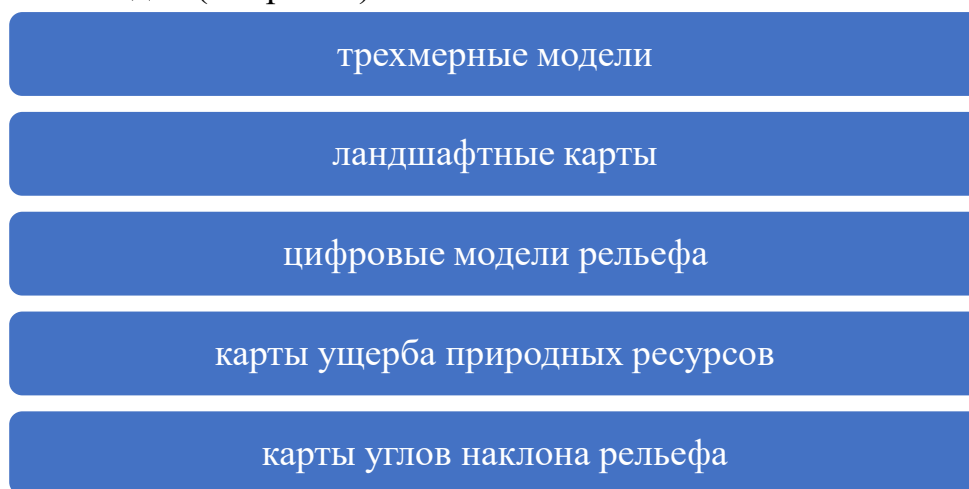 трехмерные модели
ландшафтные карты
цифровые модели рельефа
карты ущерба природных ресурсов
карты углов наклона рельефа